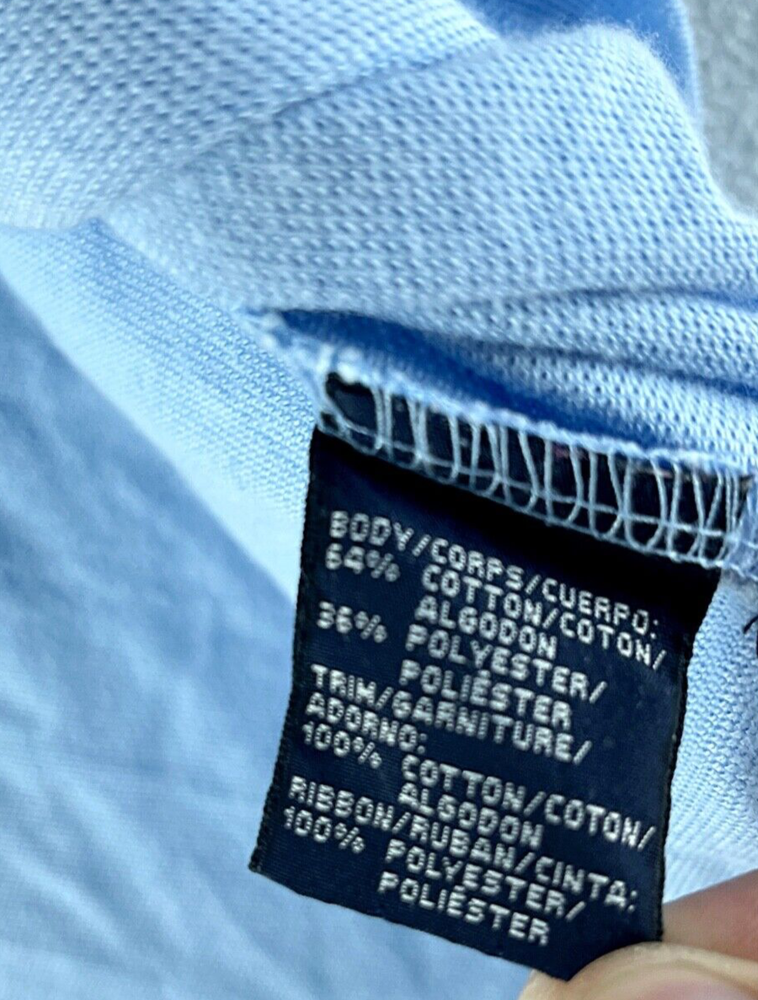 BODY/CORPS/CUERPO:
64% COTTON/COTON/
ALGODON
36% POLYESTER/
POLIÉSTER
TRIM/GARNITURE/
ADORNO:
100% COTTON/COTON/
ALGODON
RIBBON/RUBAN/CINTA:
100% POLYESTER/
POLIÉSTER